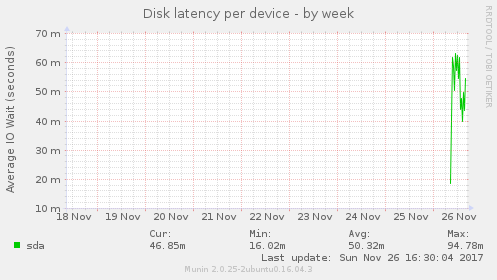 Disk latency per device - by week
RRDTOOL / TOBI OETIKER
Average IO Wait (seconds)
70 m
60 m
50 m
40 m
30 m
20 m
10 m
18 Nov 19 Nov 20 Nov 21 Nov 22 Nov 23 Nov 24 Nov 25 Nov 26 Nov
Cur: Min: Avg: Max:
sda 46.85m 16.02m 50.32m 94.78m
Last update: Sun Nov 26 16:30:04 2017
Munin 2.0.25-2ubuntu0.16.04.3